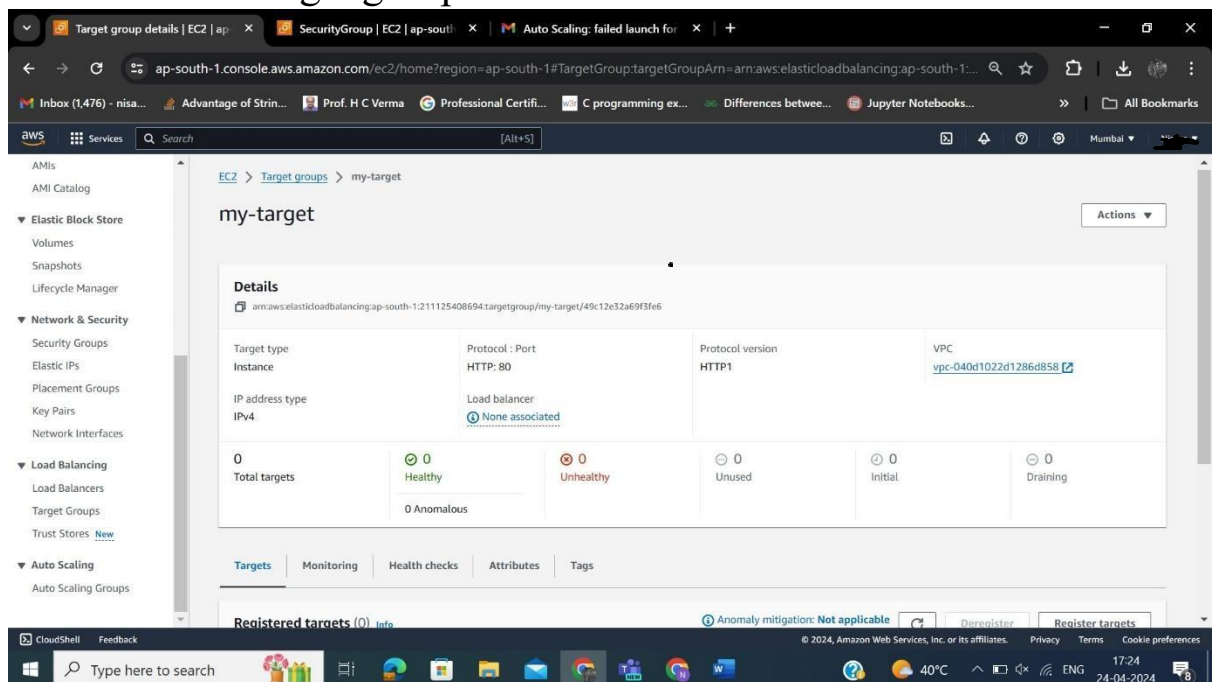 Target group details | EC2 | ap-
SecurityGroup | EC2 | ap-south
Auto Scaling: failed launch for
ap-south-1.console.aws.amazon.com/ec2/home?region=ap-south-1#TargetGroup:targetGroupArn=arn:aws:elasticloadbalancing:ap-south-1:...
Inbox (1,476) - nisa...
Advantage of Strin...
Prof. H C Verma
Professional Certifi...
C programming ex...
Differences betwee...
Jupyter Notebooks...
»
All Bookmarks
aws
Services
Search
[Alt+S]
Mumbai
AMIs
AMI Catalog
Elastic Block Store
Volumes
Snapshots
Lifecycle Manager
Network & Security
Security Groups
Elastic IPs
Placement Groups
Key Pairs
Network Interfaces
Load Balancing
Load Balancers
Target Groups
Trust Stores New
Auto Scaling
Auto Scaling Groups
EC2 > Target groups > my-target
my-target
Actions
Details
arn:aws:elasticloadbalancing:ap-south-1:211125408694:targetgroup/my-target/49c12e32a69f3fe6
Target type
Instance
Protocol : Port
HTTP: 80
Protocol version
HTTP1
VPC
vpc-040d1022d1286d858
IP address type
IPv4
Load balancer
None associated
0
Total targets
0
Healthy
0 Anomalous
0
Unhealthy
0
Unused
0
Initial
0
Draining
Targets
Monitoring
Health checks
Attributes
Tags
Registered targets (0) Info
Anomaly mitigation: Not applicable
Deregister
Register targets
CloudShell
Feedback
© 2024, Amazon Web Services, Inc. or its affiliates.
Privacy
Terms
Cookie preferences
Type here to search
40°C
ENG
17:24
24-04-2024
8